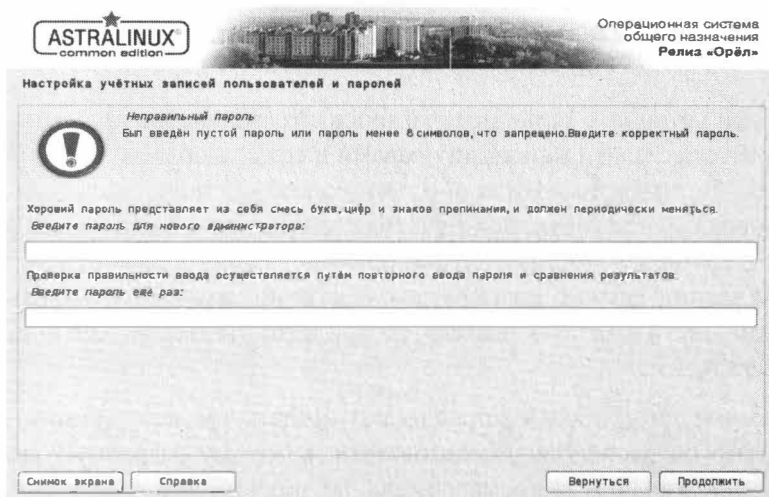 ASTRALINUX®
common edition
Операционная система
общего назначения
Релиз «Орёл»
Настройка учётных записей пользователей и паролей
Неправильный пароль
Был введён пустой пароль или пароль менее 8 символов, что запрещено.Введите корректный пароль.
Хороший пароль представляет из себя смесь букв, цифр и знаков препинания, и должен периодически меняться.
Введите пароль для нового администратора:
Проверка правильности ввода осуществляется путём повторного ввода пароля и сравнения результатов.
Введите пароль ещё раз:
Снимок экрана
Справка
Вернуться
Продолжить